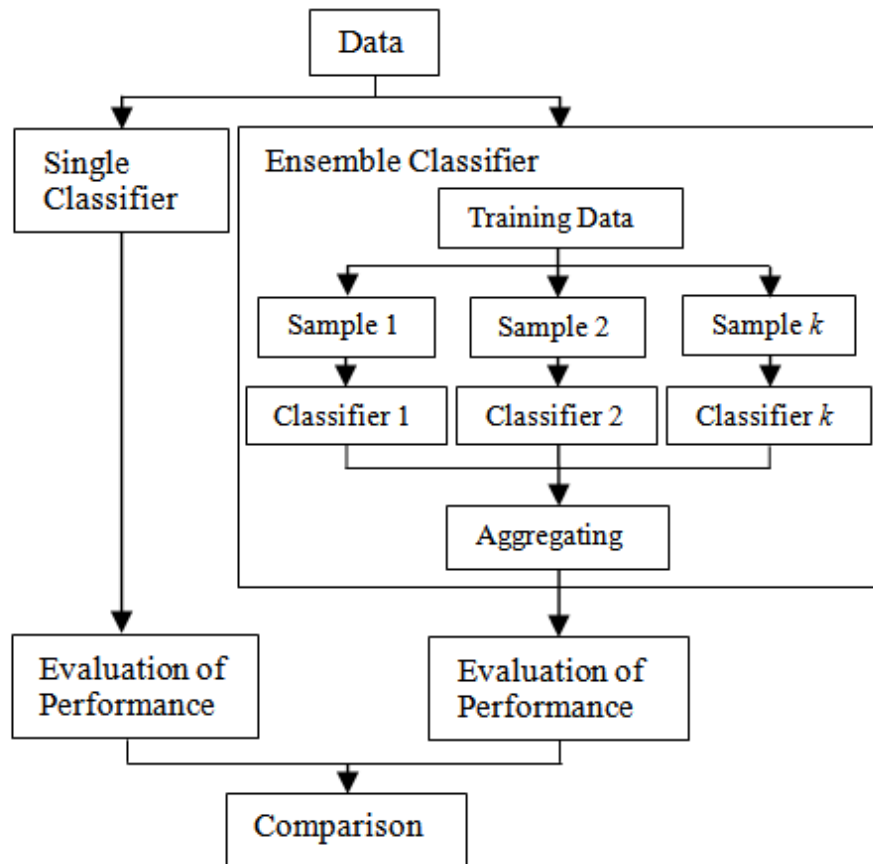 Data
Single
Classifier
Ensemble Classifier
Training Data
Sample 1
Sample 2
Sample k
Classifier 1
Classifier 2
Classifier k
Aggregating
Evaluation of
Performance
Evaluation of
Performance
Comparison